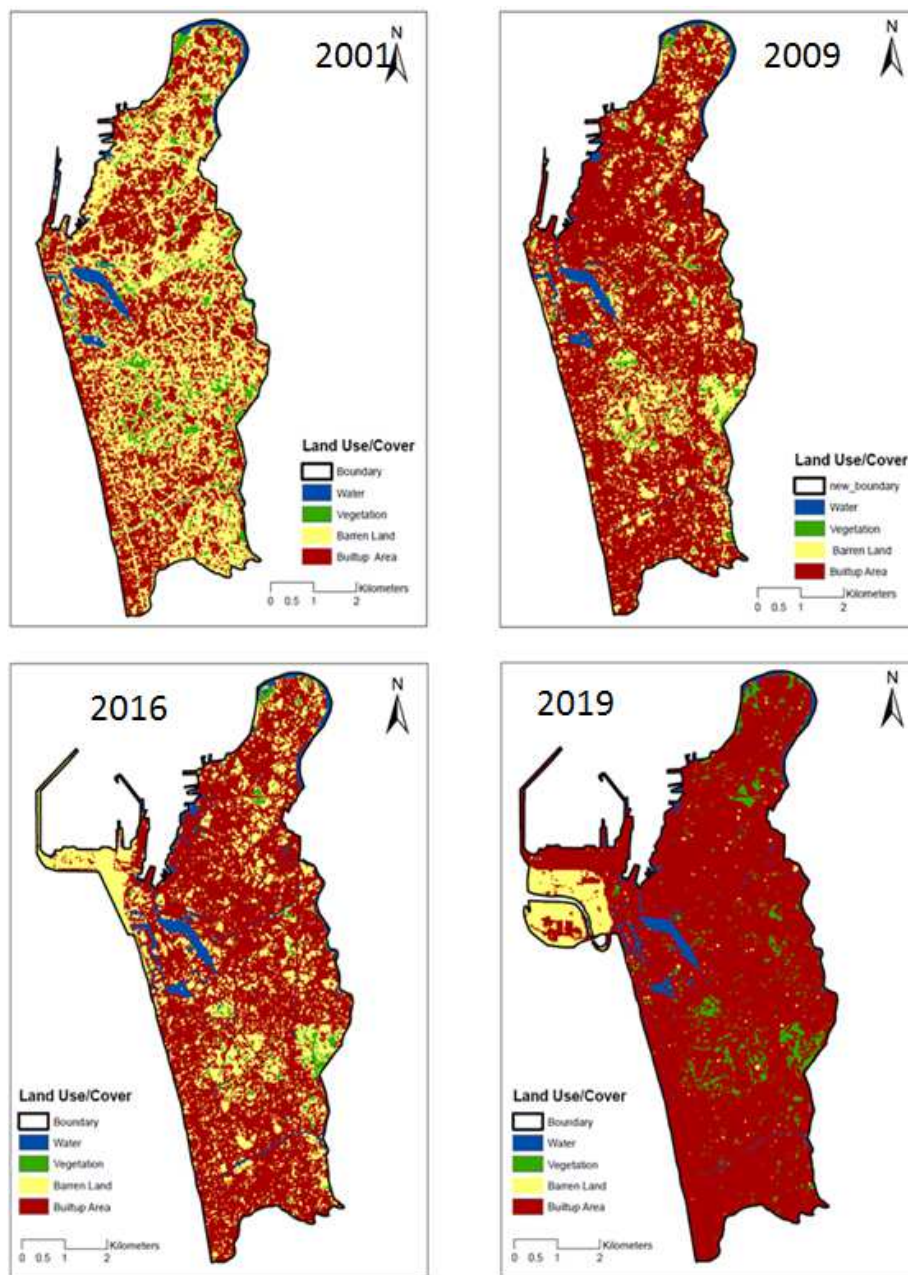 2001
N
Land Use/Cover
Boundary
Water
Vegetation
Barren Land
Builtup Area
0 0.5 1 2 Kilometers
2009
N
Land Use/Cover
new_boundary
Water
Vegetation
Barren Land
Builtup Area
0 0.5 1 2 Kilometers
2016
N
Land Use/Cover
Boundary
Water
Vegetation
Barren Land
Builtup Area
0 0.5 1 2 Kilometers
2019
N
Land Use/Cover
Boundary
Water
Vegetation
Barren Land
Builtup Area
0 0.5 1 2 Kilometers